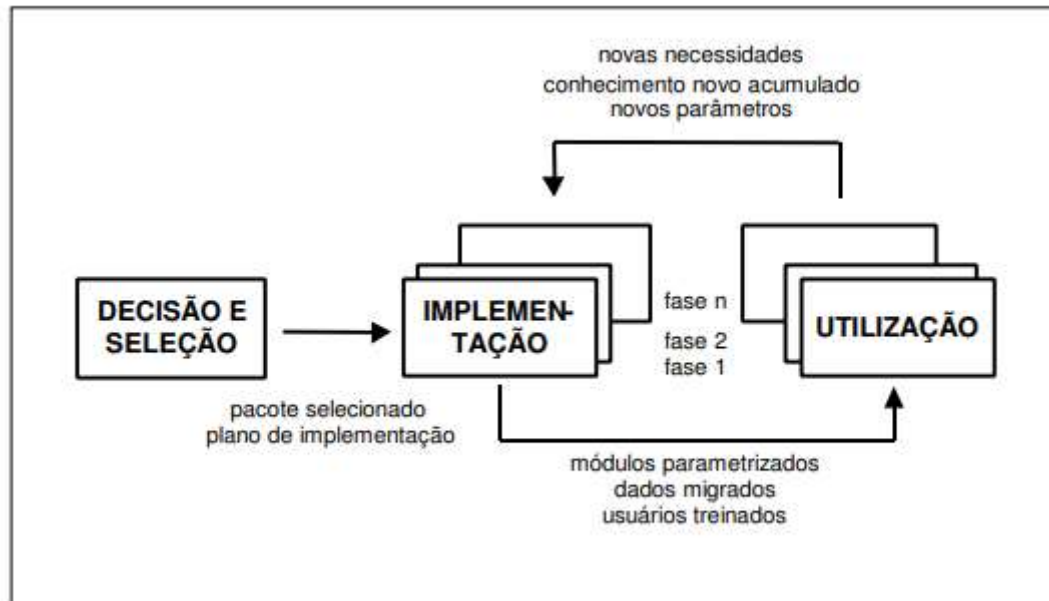 novas necessidades
conhecimento novo acumulado
novos parâmetros
DECISÃO E
SELEÇÃO
IMPLEMEN-
TAÇÃO
fase n
fase 2
fase 1
UTILIZAÇÃO
pacote selecionado
plano de implementação
módulos parametrizados
dados migrados
usuários treinados